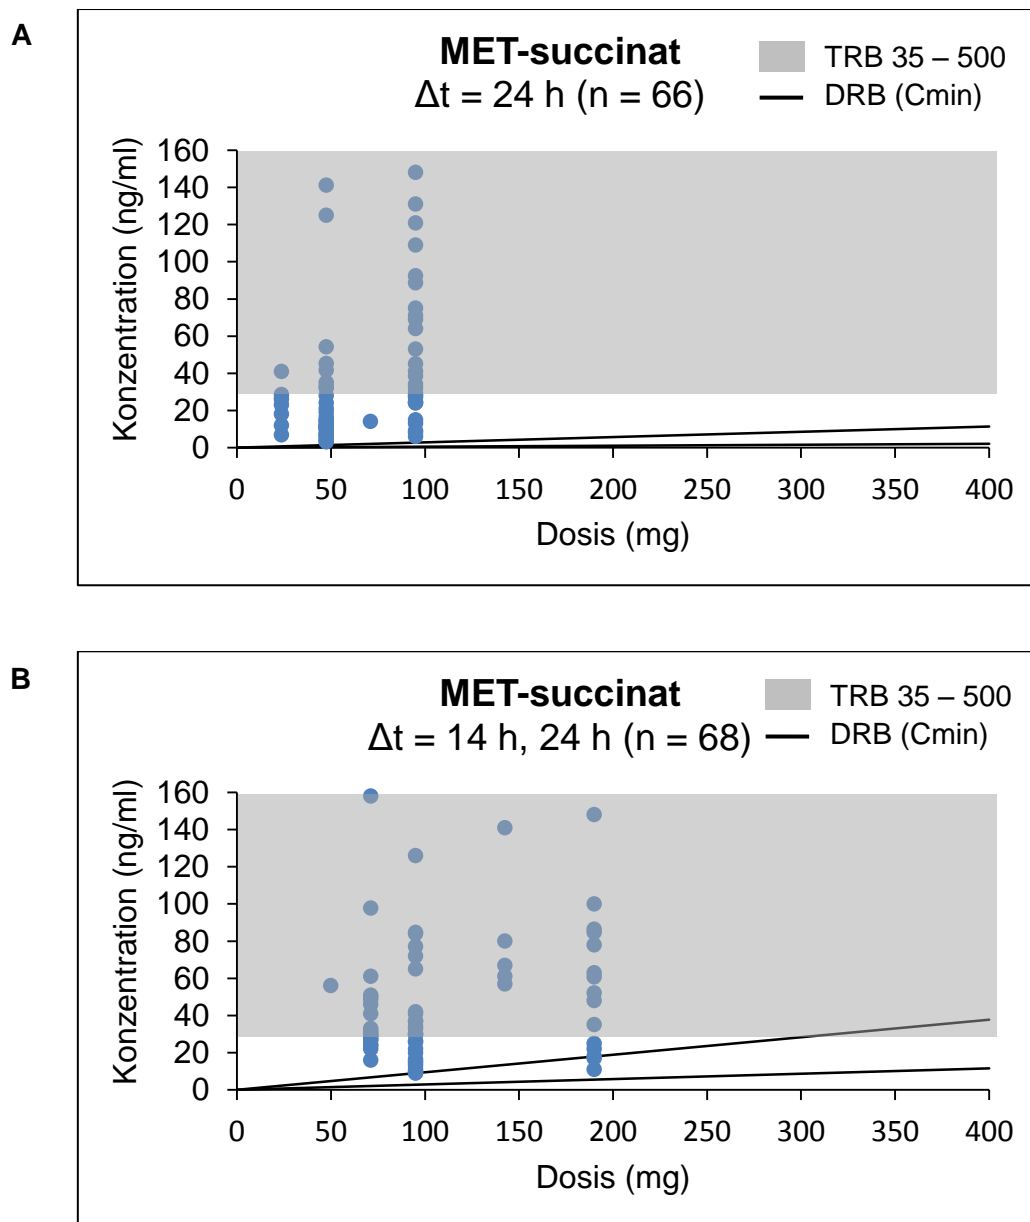 A
MET-succinat
Δt = 24 h (n = 66)
TRB 35 – 500
DRB (Cmin)
Konzentration (ng/ml)
160
140
120
100
80
60
40
20
0
0 50 100 150 200 250 300 350 400
Dosis (mg)
B
MET-succinat
Δt = 14 h, 24 h (n = 68)
TRB 35 – 500
DRB (Cmin)
Konzentration (ng/ml)
160
140
120
100
80
60
40
20
0
0 50 100 150 200 250 300 350 400
Dosis (mg)